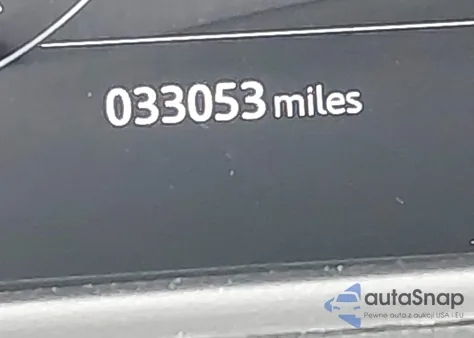 033053 miles
autaSnap
Pewne auta z aukcji USA i EU